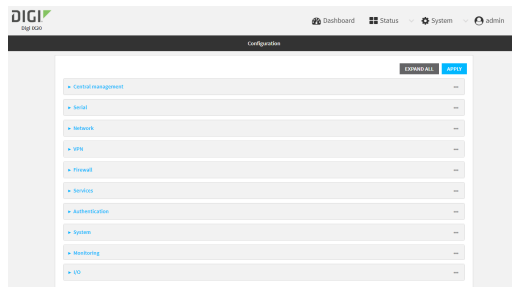 DIGI
Digi IX20
Dashboard
Status
System
admin
Configuration
EXPAND ALL
APPLY
Central management
Serial
Network
VPN
Firewall
Services
Authentication
System
Monitoring
I/O